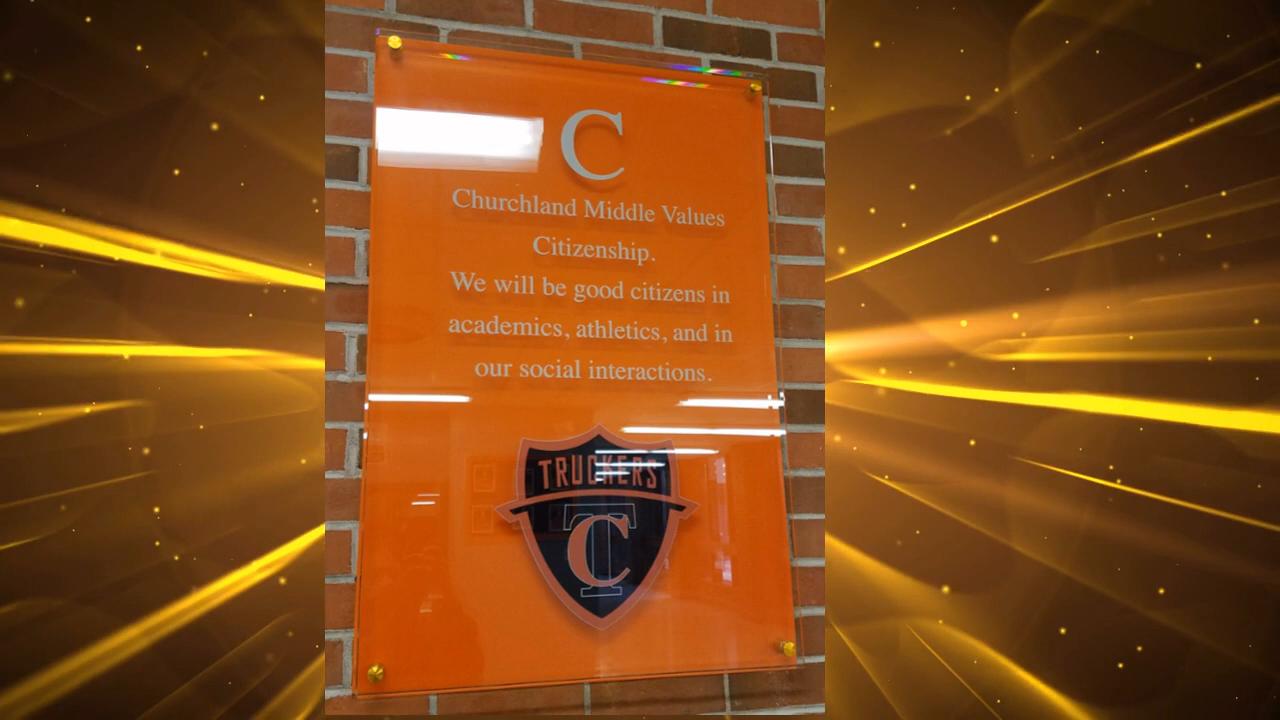 C
Churchland Middle Values
Citizenship.
We will be good citizens in
academics, athletics, and in
our social interactions.
TRUCKERS
TC